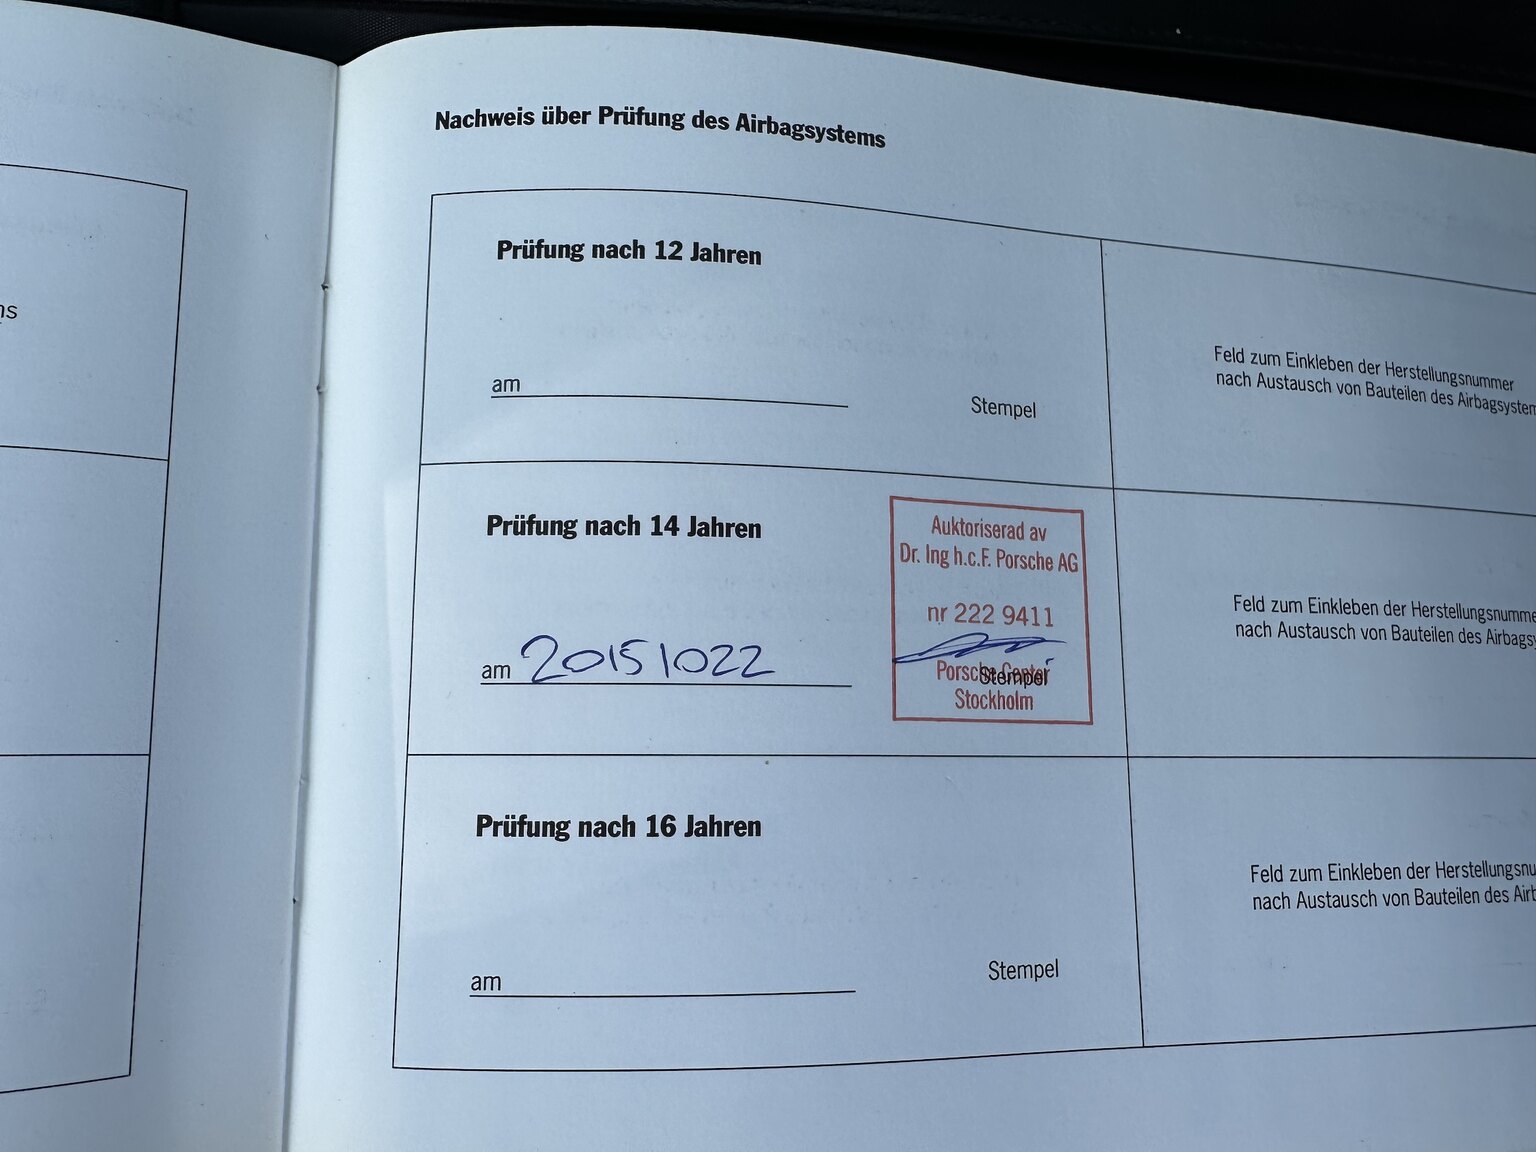 ns
Nachweis über Prüfung des Airbagsystems
Prüfung nach 12 Jahren
am
Stempel
Feld zum Einkleben der Herstellungsnummer
nach Austausch von Bauteilen des Airbagsystem
Prüfung nach 14 Jahren
am 20151022
Auktoriserad av
Dr. Ing h.c.F. Porsche AG
nr 222 9411
Porsche Center
Stockholm
Stempel
Feld zum Einkleben der Herstellungsnumme
nach Austausch von Bauteilen des Airbagsy
Prüfung nach 16 Jahren
am
Stempel
Feld zum Einkleben der Herstellungsnu
nach Austausch von Bauteilen des Airb